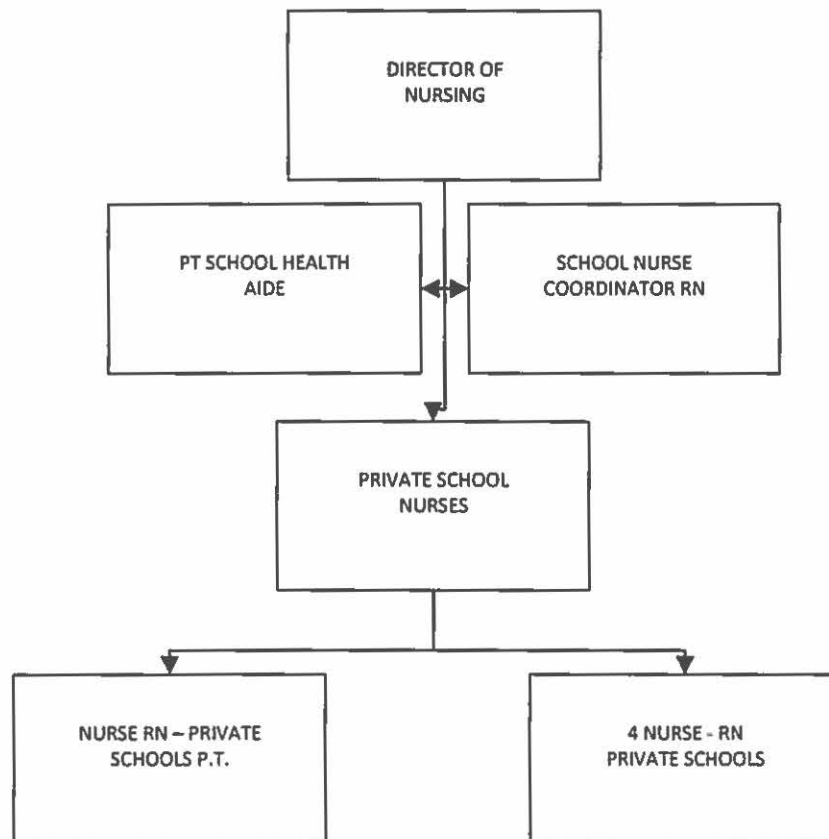 DIRECTOR OF
NURSING
PT SCHOOL HEALTH
AIDE
SCHOOL NURSE
COORDINATOR RN
PRIVATE SCHOOL
NURSES
NURSE RN – PRIVATE
SCHOOLS P.T.
4 NURSE - RN
PRIVATE SCHOOLS